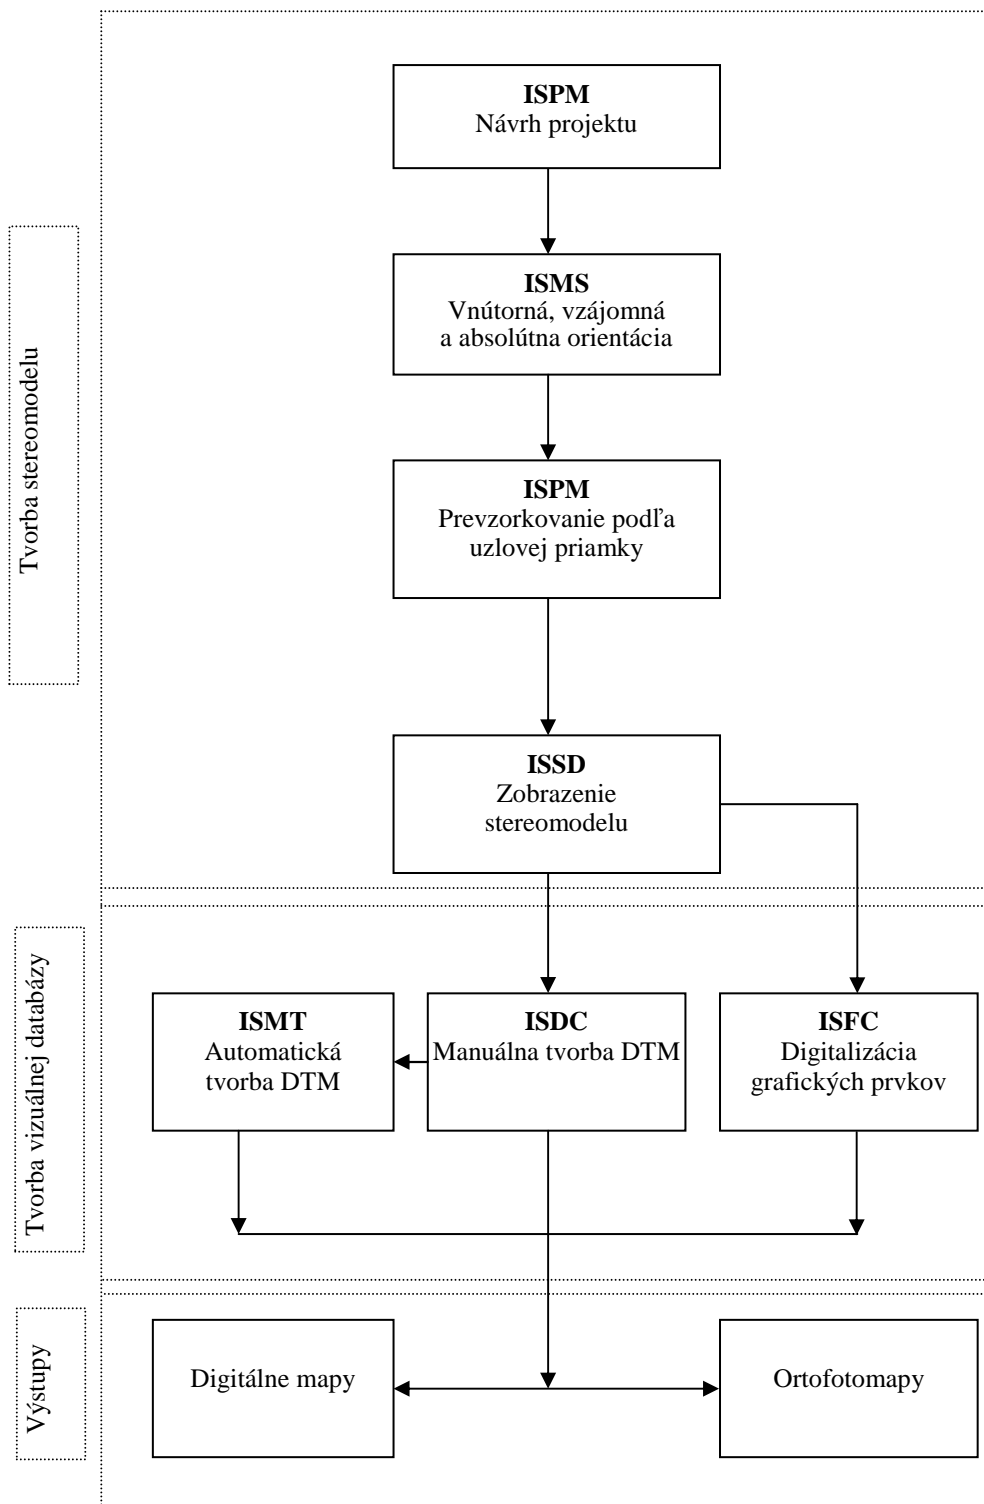 Tvorba stereomodelu
ISPM
Návrh projektu
ISMS
Vnútorná, vzájomná
a absolútna orientácia
ISPM
Prevzorkovanie podľa
uzlovej priamky
ISSD
Zobrazenie
stereomodelu
Tvorba vizuálnej databázy
ISMT
Automatická
tvorba DTM
ISDC
Manuálna tvorba DTM
ISFC
Digitalizácia
grafických prvkov
Výstupy
Digitálne mapy
Ortofotomapy